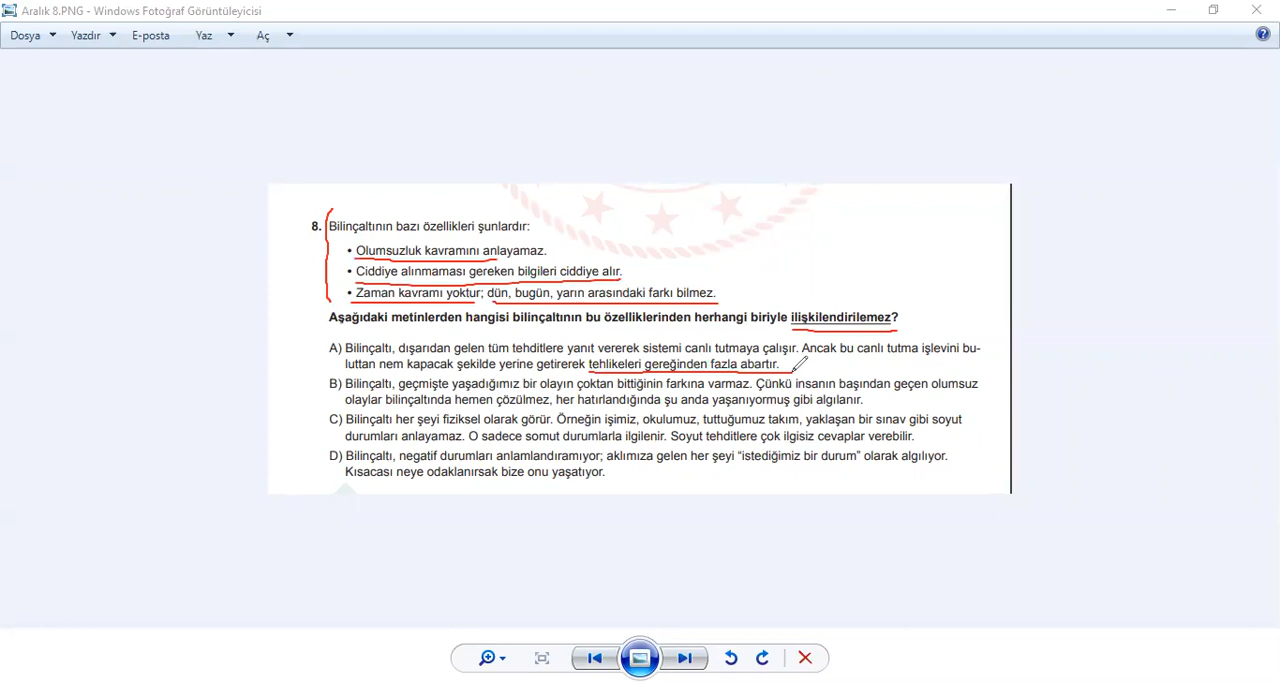 Aralık 8.PNG - Windows Fotoğraf Görüntüleyicisi
Dosya Yazdır E-posta Yaz Aç
8. Bilinçaltının bazı özellikleri şunlardır:
• Olumsuzluk kavramını anlayamaz.
• Ciddiye alınmaması gereken bilgileri ciddiye alır.
• Zaman kavramı yoktur; dün, bugün, yarın arasındaki farkı bilmez.
Aşağıdaki metinlerden hangisi bilinçaltının bu özelliklerinden herhangi biriyle ilişkilendirilemez?
A) Bilinçaltı, dışarıdan gelen tüm tehditlere yanıt vererek sistemi canlı tutmaya çalışır. Ancak bu canlı tutma işlevini bu-
luttan nem kapacak şekilde yerine getirerek tehlikeleri gereğinden fazla abartır.
B) Bilinçaltı, geçmişte yaşadığımız bir olayın çoktan bittiğinin farkına varmaz. Çünkü insanın başından geçen olumsuz
olaylar bilinçaltında hemen çözülmez, her hatırlandığında şu anda yaşanıyormuş gibi algılanır.
C) Bilinçaltı her şeyi fiziksel olarak görür. Örneğin işimiz, okulumuz, tuttuğumuz takım, yaklaşan bir sınav gibi soyut
durumları anlayamaz. O sadece somut durumlarla ilgilenir. Soyut tehditlere çok ilgisiz cevaplar verebilir.
D) Bilinçaltı, negatif durumları anlamlandıramıyor; aklımıza gelen her şeyi “istediğimiz bir durum” olarak algılıyor.
Kısacası neye odaklanırsak bize onu yaşatıyor.